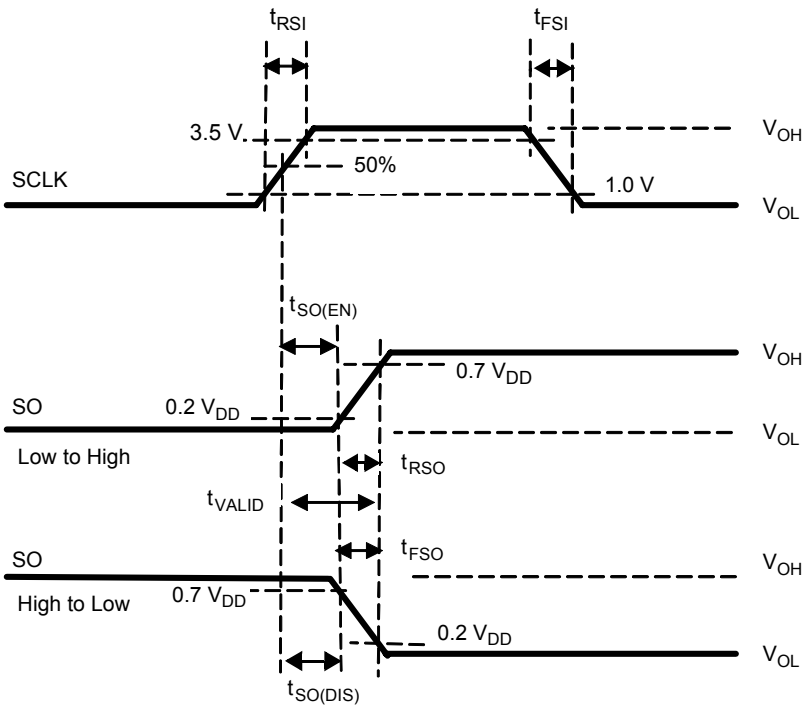 tRSI
tFSI
3.5 V
VOH
50%
SCLK
1.0 V
VOL
tSO(EN)
VOH
0.7 VDD
SO
0.2 VDD
VOL
Low to High
tRSO
tVALID
tFSO
SO
VOH
0.7 VDD
High to Low
0.2 VDD
VOL
tSO(DIS)